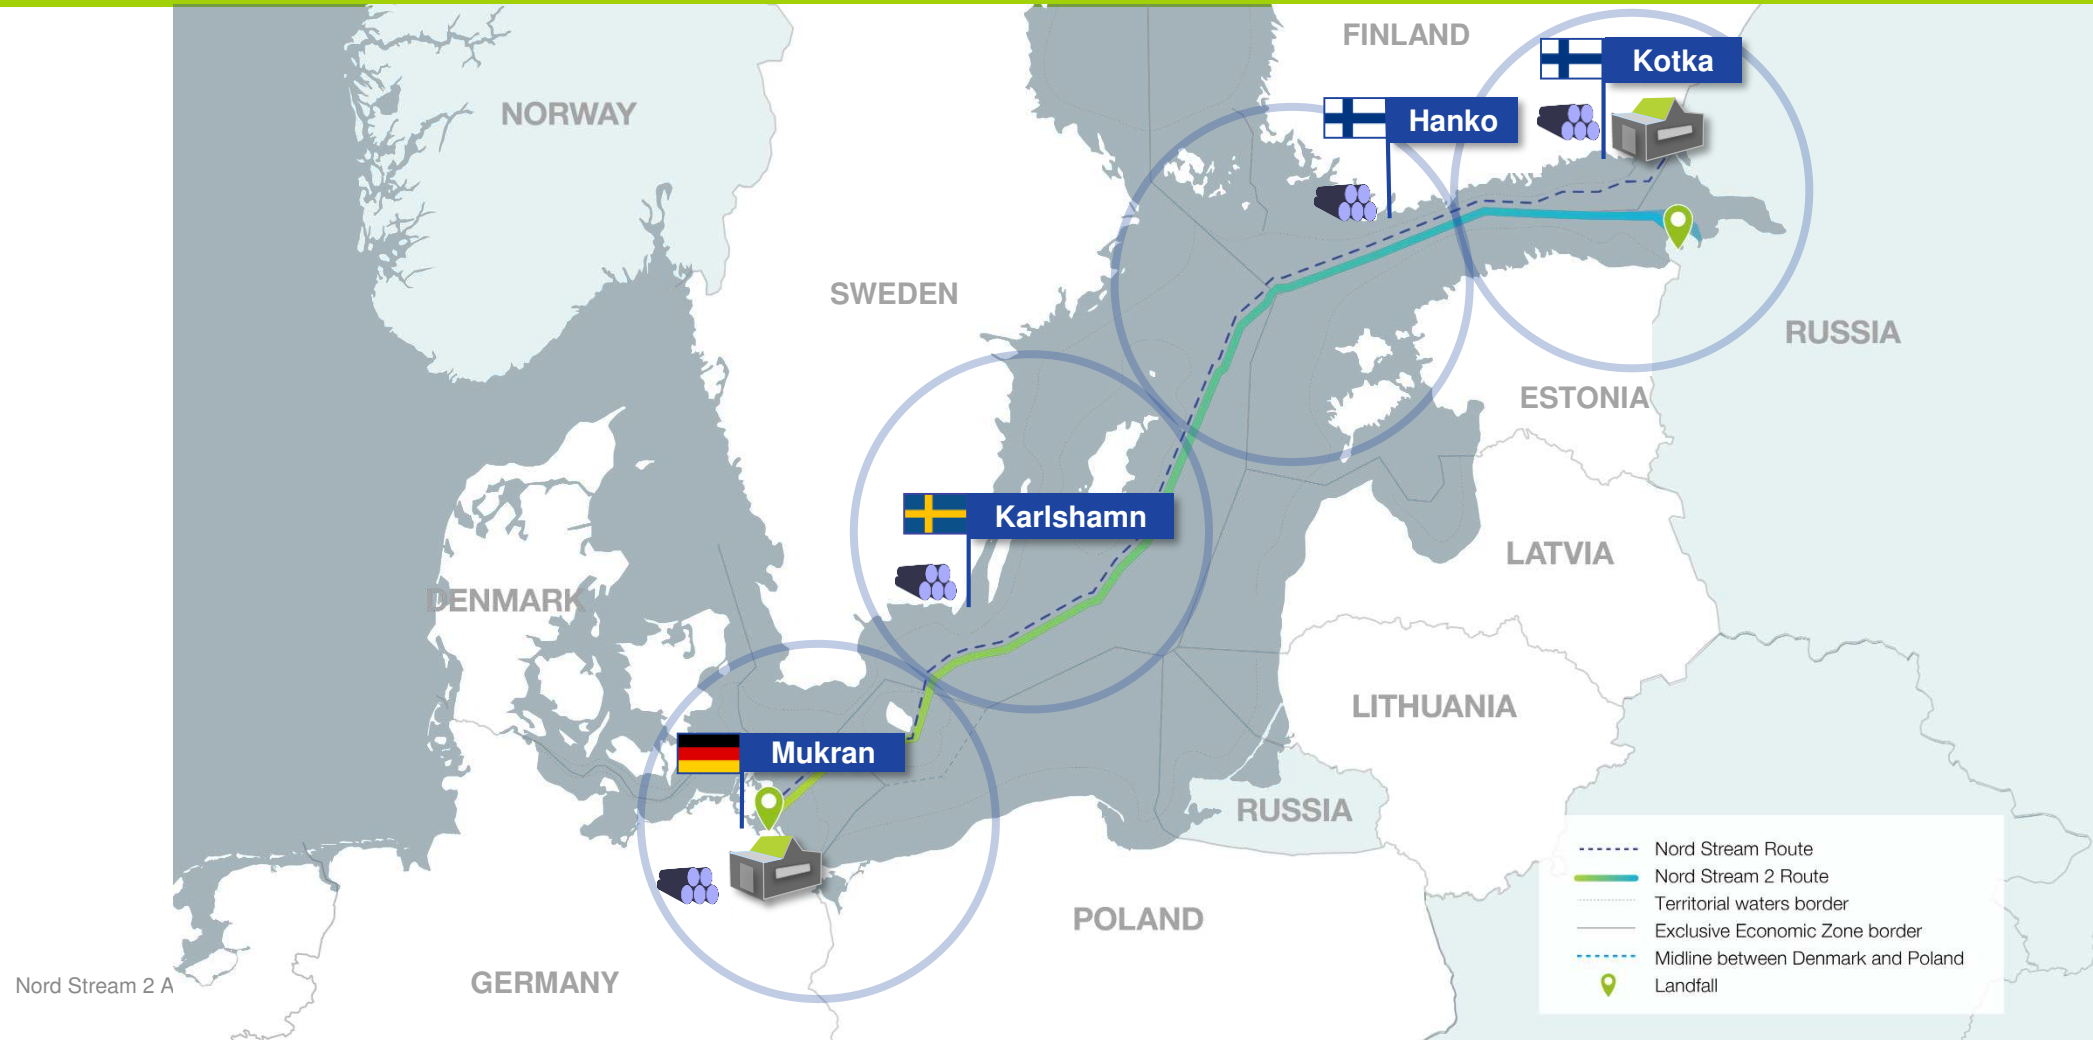 FINLAND
Kotka
NORWAY
Hanko
SWEDEN
RUSSIA
ESTONIA
Karlshamn
LATVIA
DENMARK
LITHUANIA
Mukran
RUSSIA
POLAND
GERMANY
Nord Stream Route
Nord Stream 2 Route
Territorial waters border
Exclusive Economic Zone border
Midline between Denmark and Poland
Landfall
Nord Stream 2 A